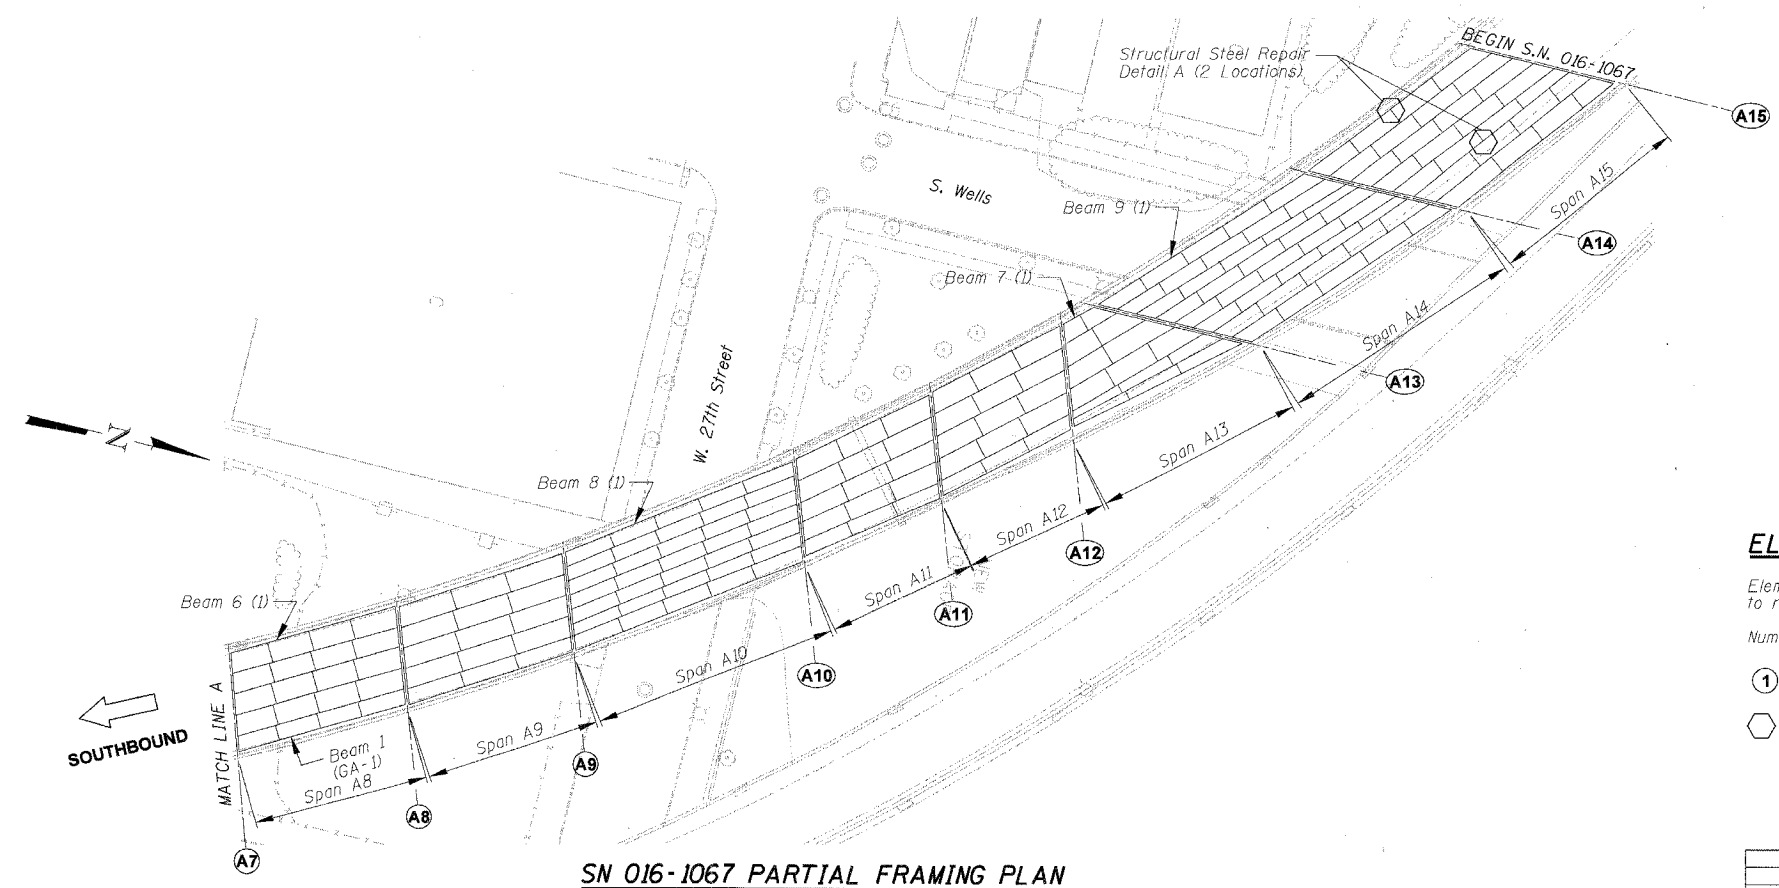 BEGIN S.N. 016-1067
Structural Steel Repair
Detail A (2 Locations)
A15
Span A15
S. Wells
Beam 9 (1)
A14
Beam 7 (1)
Span A14
W. 27th Street
A13
N
Span A13
Beam 8 (1)
Span A12
A12
EL
Elem
to r
Num
1
Beam 6 (1)
Span A11
A11
Span A10
A10
SOUTHBOUND
MATCH LINE A
Span A9
A9
Beam 1
(GA-1)
Span A8
A8
A7
SN 016-1067 PARTIAL FRAMING PLAN